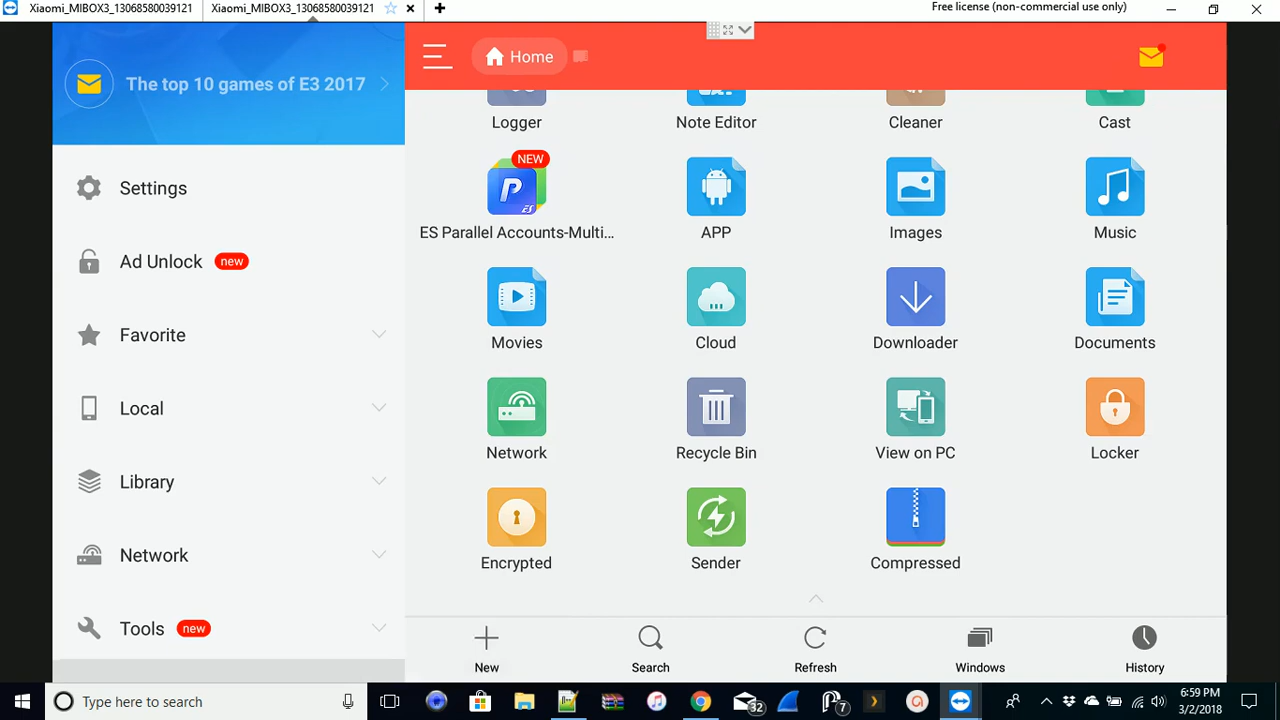 Xiaomi_MIBOX3_13068580039121
Xiaomi_MIBOX3_13068580039121
Free license (non-commercial use only)
The top 10 games of E3 2017
Settings
Ad Unlock new
Favorite
Local
Library
Network
Tools new
Home
Logger
Note Editor
Cleaner
Cast
NEW
P
ES
ES Parallel Accounts-Multi...
APP
Images
Music
Movies
Cloud
Downloader
Documents
Network
Recycle Bin
View on PC
Locker
Encrypted
Sender
Compressed
New
Search
Refresh
Windows
History
Type here to search
32
7
6:59 PM
3/2/2018